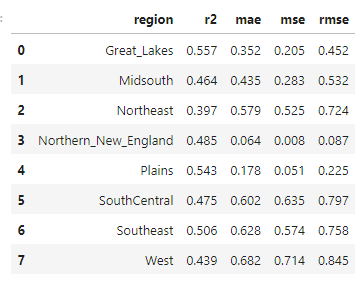 region r2 mae mse rmse
0 Great_Lakes 0.557 0.352 0.205 0.452
1 Midsouth 0.464 0.435 0.283 0.532
2 Northeast 0.397 0.579 0.525 0.724
3 Northern_New_England 0.485 0.064 0.008 0.087
4 Plains 0.543 0.178 0.051 0.225
5 SouthCentral 0.475 0.602 0.635 0.797
6 Southeast 0.506 0.628 0.574 0.758
7 West 0.439 0.682 0.714 0.845